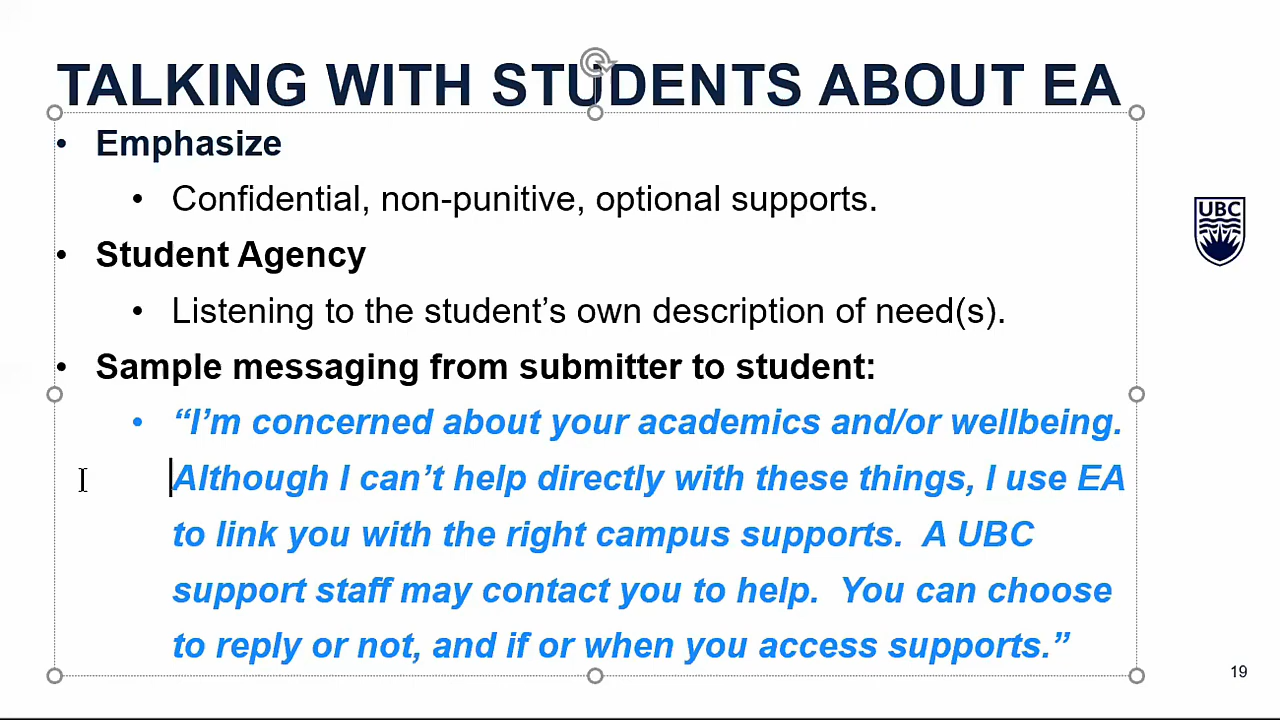 TALKING WITH STUDENTS ABOUT EA
• Emphasize
• Confidential, non-punitive, optional supports.
• Student Agency
• Listening to the student’s own description of need(s).
• Sample messaging from submitter to student:
• “I’m concerned about your academics and/or wellbeing.
Although I can’t help directly with these things, I use EA
to link you with the right campus supports.  A UBC
support staff may contact you to help.  You can choose
to reply or not, and if or when you access supports.”
UBC
19